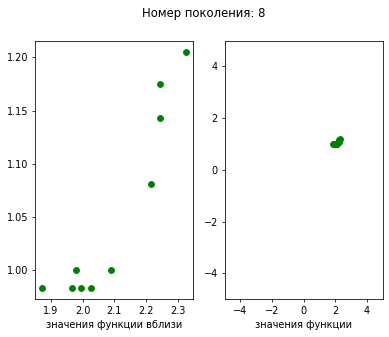 Номер поколения: 8
1.20
1.15
1.10
1.05
1.00
1.9 2.0 2.1 2.2 2.3
значения функции вблизи
4
2
0
−2
−4
−4 −2 0 2 4
значения функции